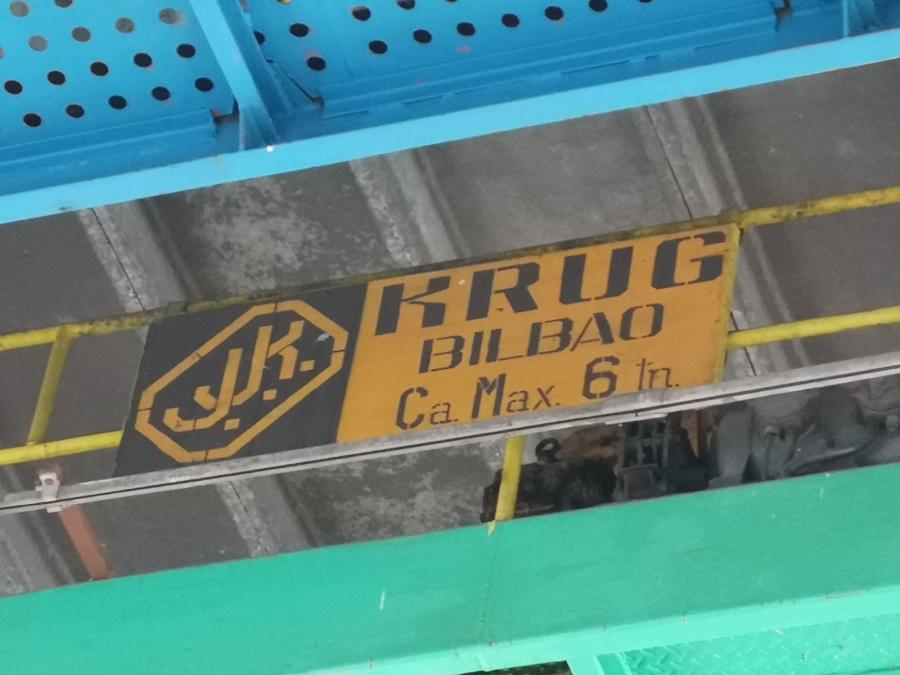 J.K.
KRUG
BILBAO
Ca. Max. 6 tn.